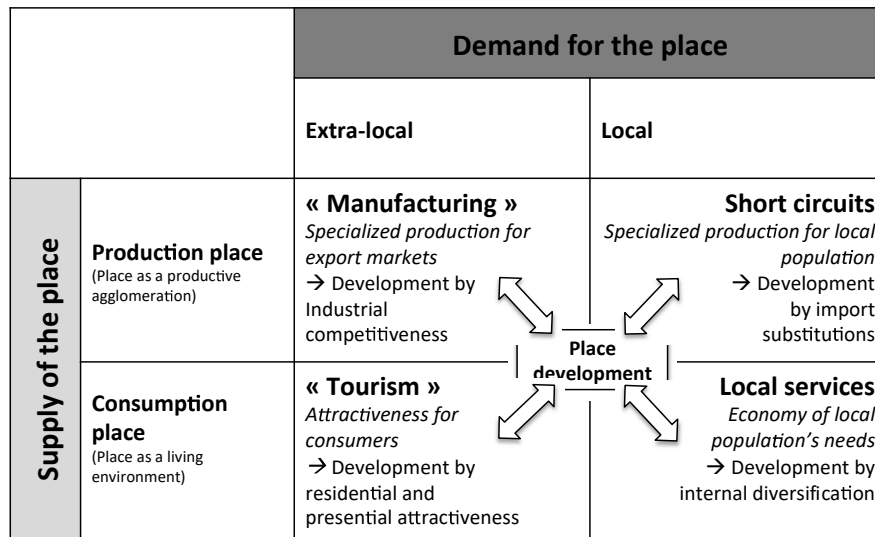 Demand for the place
Extra-local
Local
Supply of the place
Production place
(Place as a productive
agglomeration)
« Manufacturing »
Specialized production for
export markets
→ Development by
Industrial
competitiveness
Short circuits
Specialized production for local
population
→ Development
by import
substitutions
Place
development
Consumption
place
(Place as a living
environment)
« Tourism »
Attractiveness for
consumers
→ Development by
residential and
presential attractiveness
Local services
Economy of local
population's needs
→ Development by
internal diversification